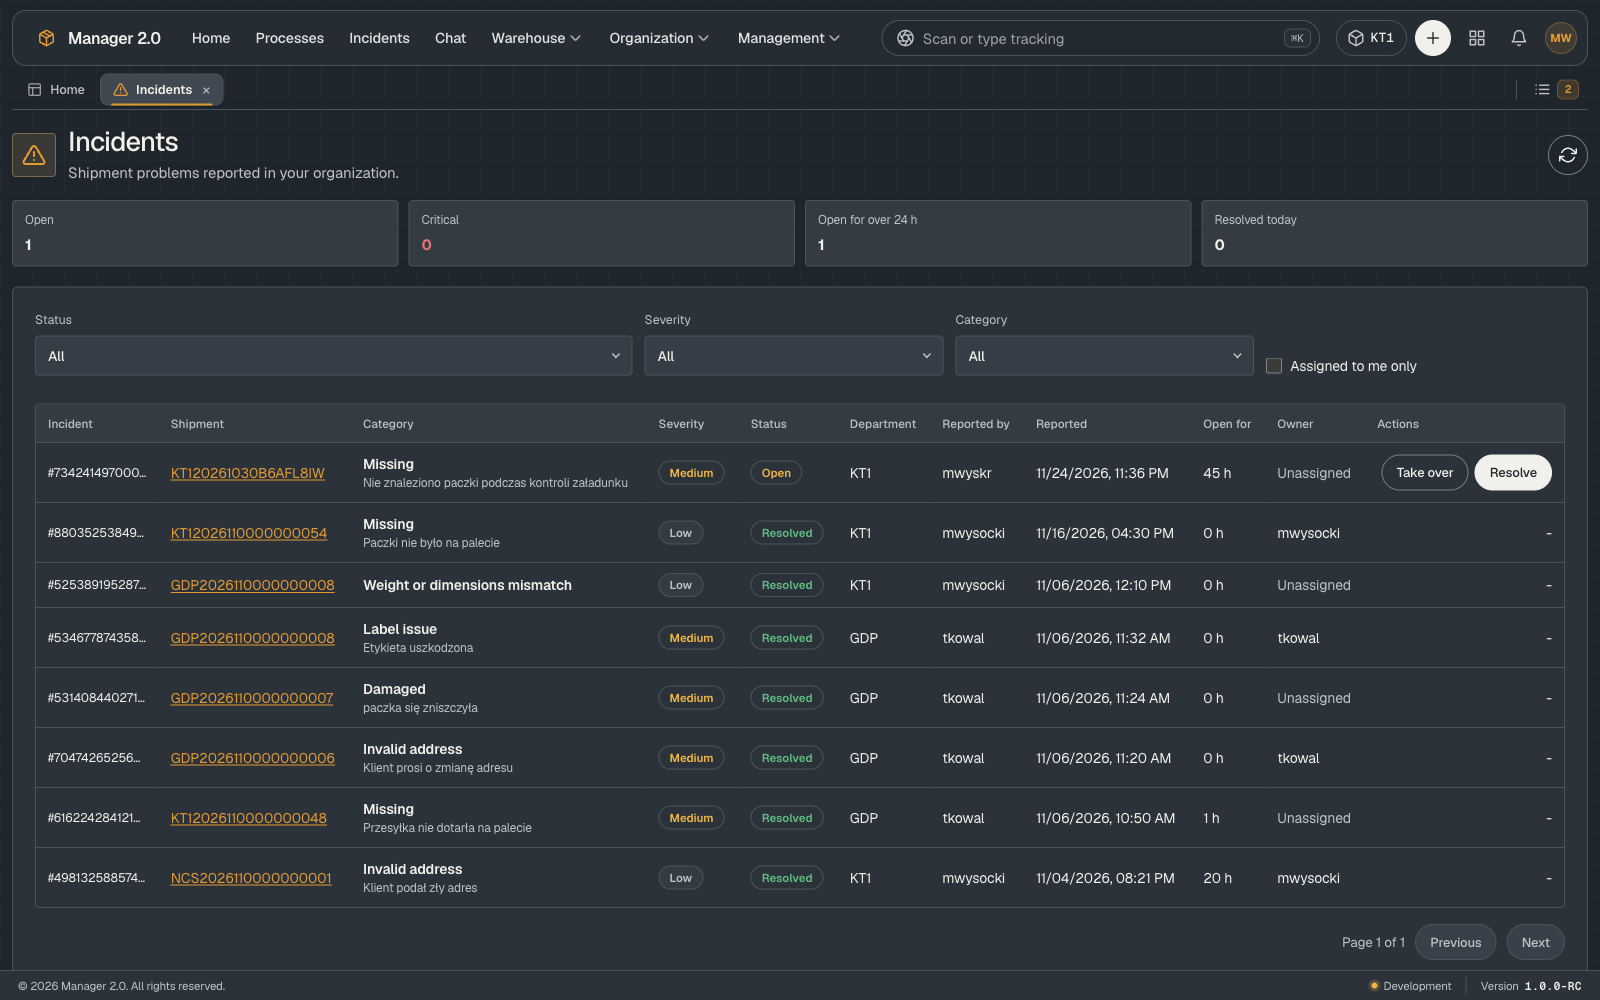 Manager 2.0 Home Processes Incidents Chat Warehouse Organization Management Scan or type tracking ⌘K KT1 + MW
Home Incidents × 2
Incidents
Shipment problems reported in your organization.
Open Critical Open for over 24 h Resolved today
1 0 1 0
Status Severity Category
All All All Assigned to me only
Incident Shipment Category Severity Status Department Reported by Reported Open for Owner Actions
#734241497000... KT120261030B6AFL8IW Missing Medium Open KT1 mwyskr 11/24/2026, 11:36 PM 45 h Unassigned Take over Resolve
Nie znaleziono paczki podczas kontroli załadunku
#88035253849... KT12026110000000054 Missing Low Resolved KT1 mwysocki 11/16/2026, 04:30 PM 0 h mwysocki -
Paczki nie było na palecie
#525389195287... GDP2026110000000008 Weight or dimensions mismatch Low Resolved KT1 mwysocki 11/06/2026, 12:10 PM 0 h Unassigned -
#534677874358... GDP2026110000000008 Label issue Medium Resolved GDP tkowal 11/06/2026, 11:32 AM 0 h tkowal -
Etykieta uszkodzona
#531408440271... GDP2026110000000007 Damaged Medium Resolved GDP tkowal 11/06/2026, 11:24 AM 0 h Unassigned -
paczka się zniszczyła
#70474265256... GDP2026110000000006 Invalid address Medium Resolved GDP tkowal 11/06/2026, 11:20 AM 0 h tkowal -
Klient prosi o zmianę adresu
#616224284121... KT12026110000000048 Missing Medium Resolved GDP tkowal 11/06/2026, 10:50 AM 1 h Unassigned -
Przesyłka nie dotarła na palecie
#498132588574... NCS2026110000000001 Invalid address Low Resolved KT1 mwysocki 11/04/2026, 08:21 PM 20 h mwysocki -
Klient podał zły adres
Page 1 of 1 Previous Next
© 2026 Manager 2.0. All rights reserved. Development Version 1.0.0-RC